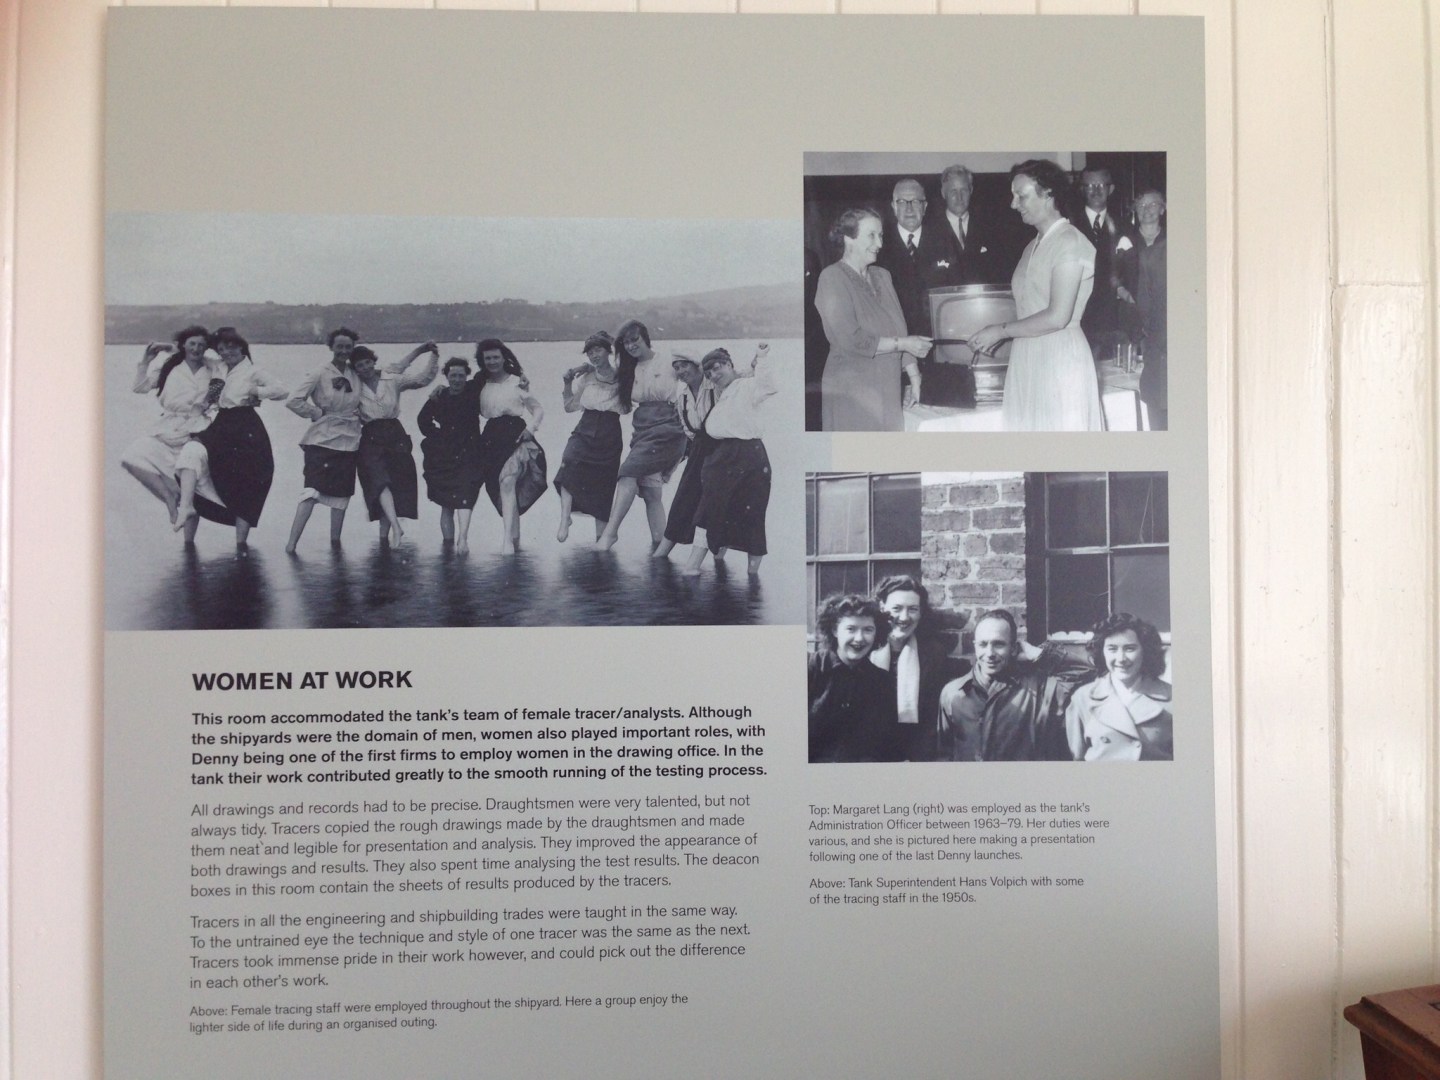 WOMEN AT WORK
This room accommodated the tank's team of female tracer/analysts. Although
the shipyards were the domain of men, women also played important roles, with
Denny being one of the first firms to employ women in the drawing office. In the
tank their work contributed greatly to the smooth running of the testing process.
All drawings and records had to be precise. Draughtsmen were very talented, but not
always tidy. Tracers copied the rough drawings made by the draughtsmen and made
them neat and legible for presentation and analysis. They improved the appearance of
both drawings and results. They also spent time analysing the test results. The deacon
boxes in this room contain the sheets of results produced by the tracers.
Tracers in all the engineering and shipbuilding trades were taught in the same way.
To the untrained eye the technique and style of one tracer was the same as the next.
Tracers took immense pride in their work however, and could pick out the difference
in each other's work.
Above: Female tracing staff were employed throughout the shipyard. Here a group enjoy the
lighter side of life during an organised outing.
Top: Margaret Lang (right) was employed as the tank's
Administration Officer between 1963–79. Her duties were
various, and she is pictured here making a presentation
following one of the last Denny launches.
Above: Tank Superintendent Hans Volpich with some
of the tracing staff in the 1950s.